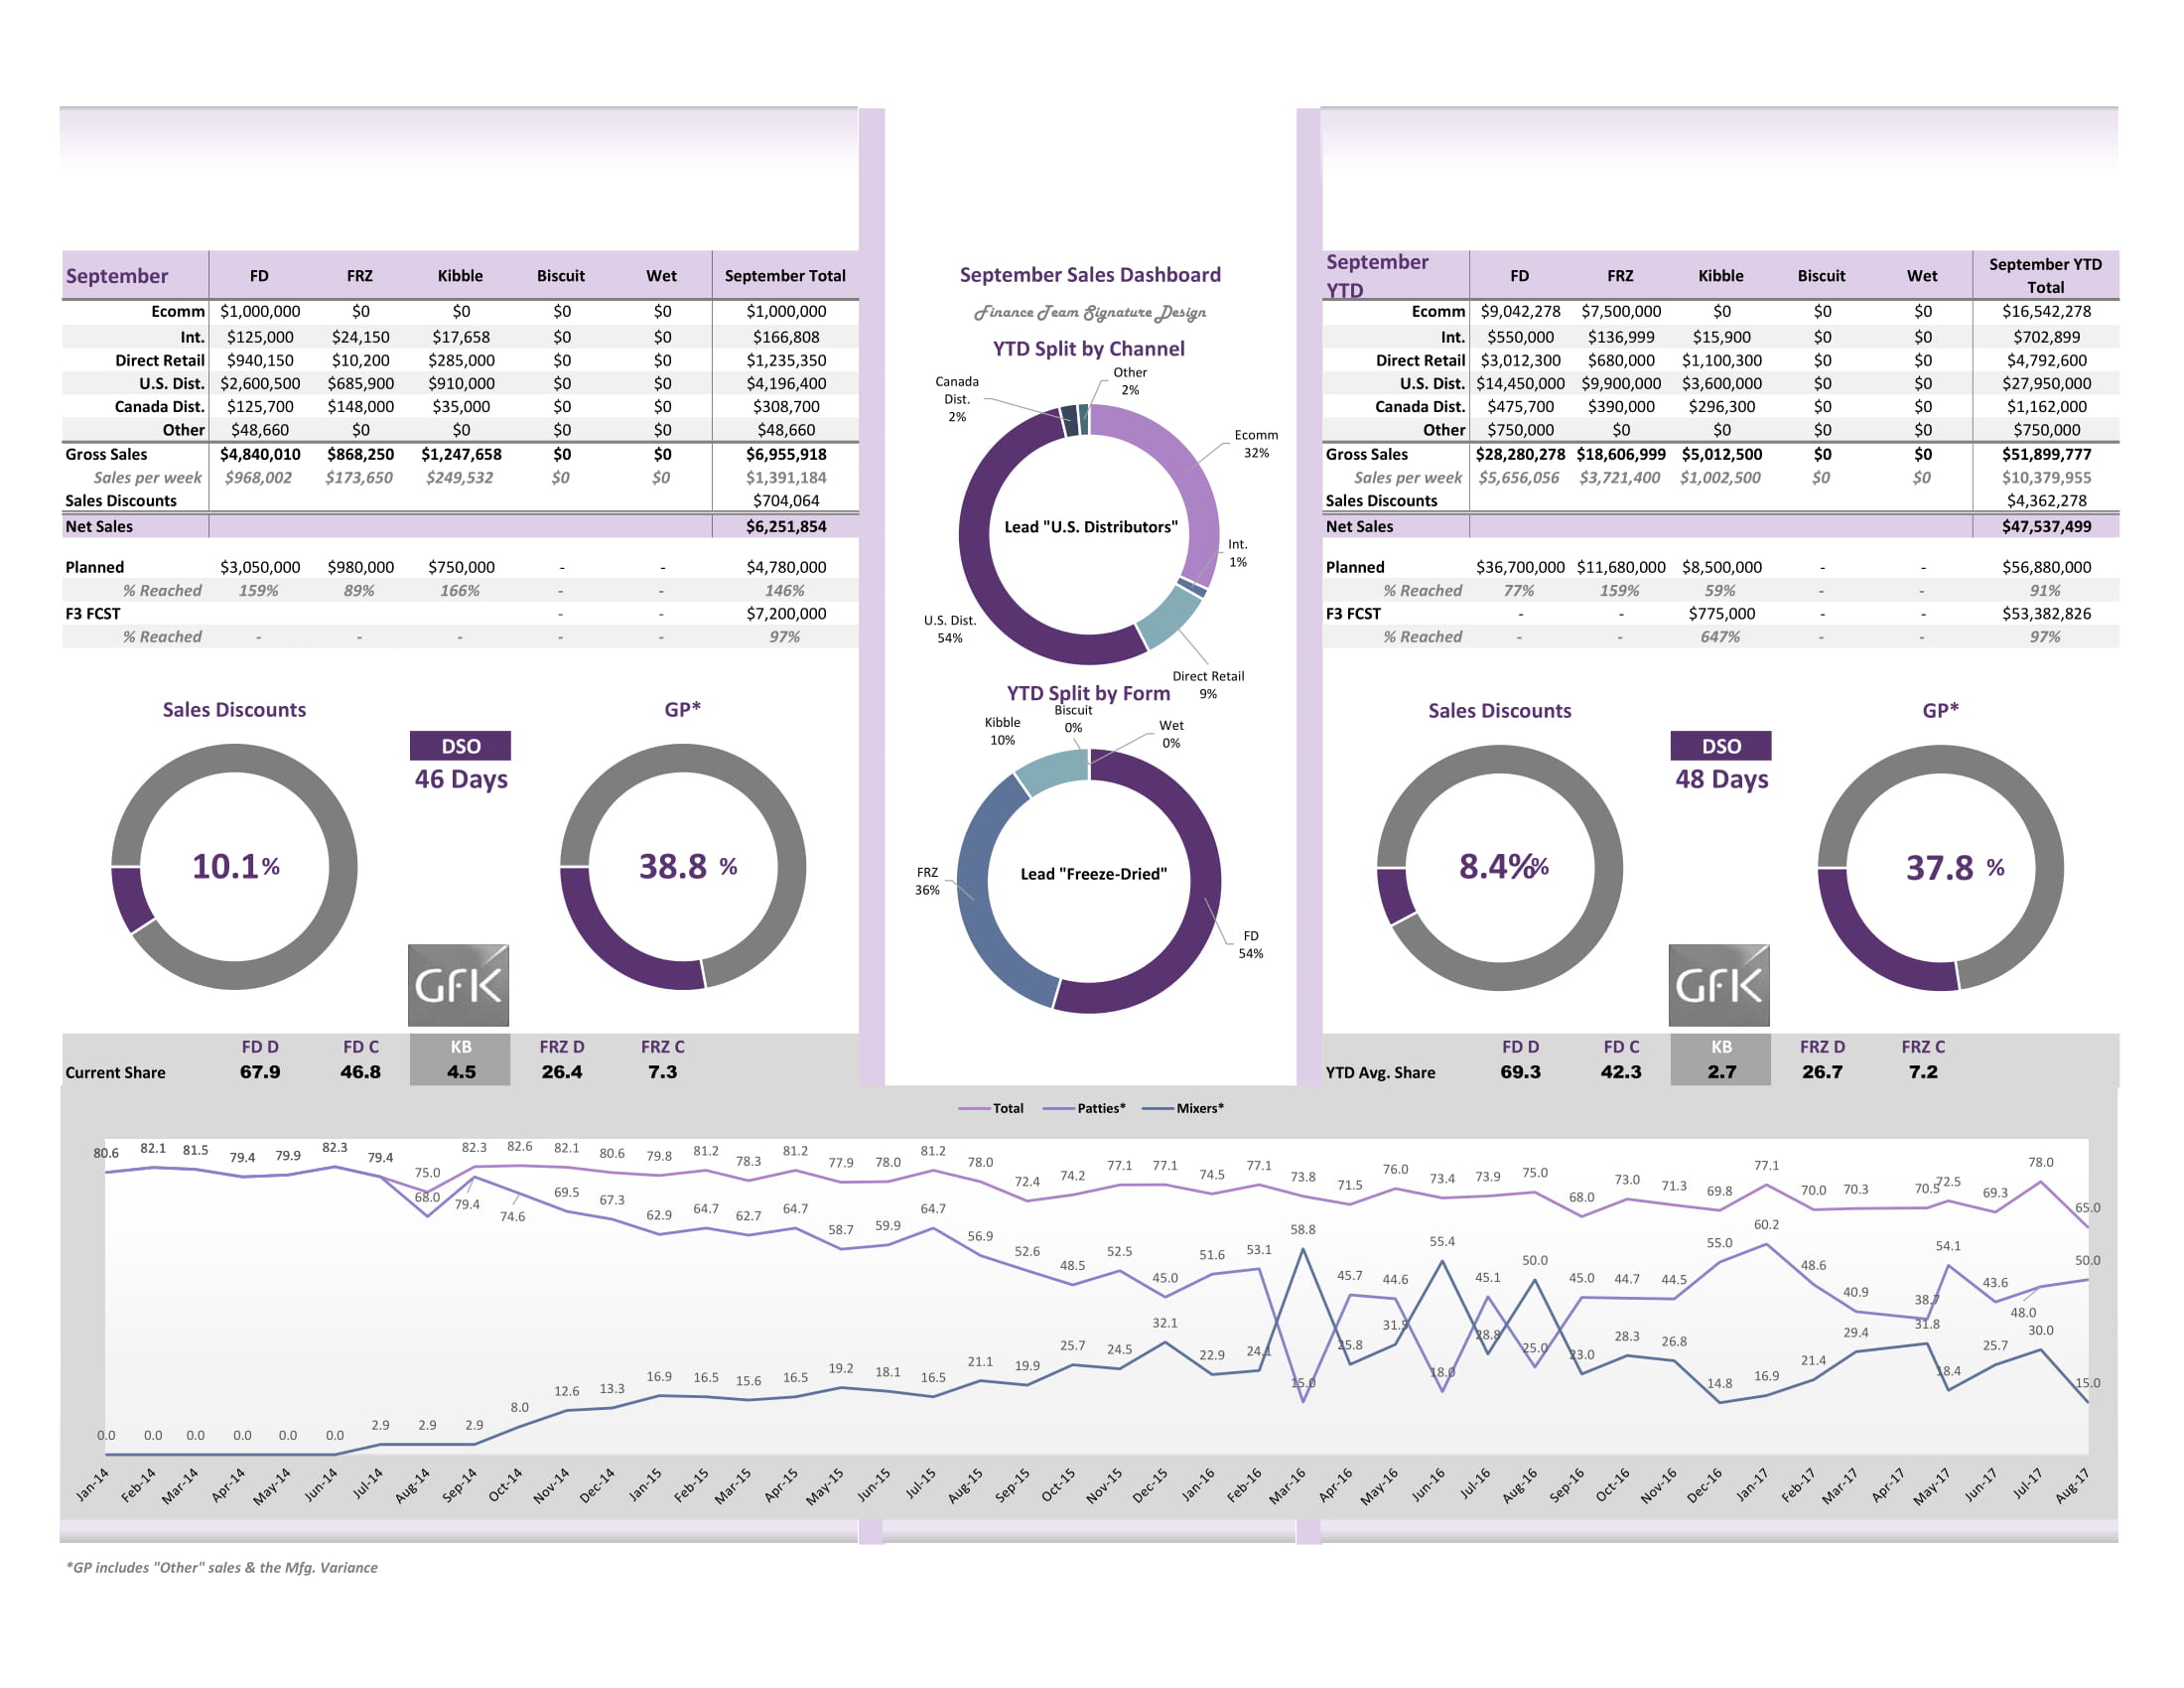 September FD FRZ Kibble Biscuit Wet September Total
Ecomm $1,000,000 $0 $0 $0 $0 $1,000,000
Int. $125,000 $24,150 $17,658 $0 $0 $166,808
Direct Retail $940,150 $10,200 $285,000 $0 $0 $1,235,350
U.S. Dist. $2,600,500 $685,900 $910,000 $0 $0 $4,196,400
Canada Dist. $125,700 $148,000 $35,000 $0 $0 $308,700
Other $48,660 $0 $0 $0 $0 $48,660
Gross Sales $4,840,010 $868,250 $1,247,658 $0 $0 $6,955,918
Sales per week $968,002 $173,650 $249,532 $0 $0 $1,391,184
Sales Discounts $704,064
Net Sales $6,251,854
Planned $3,050,000 $980,000 $750,000 - - $4,780,000
% Reached 159% 89% 166% - - 146%
F3 FCST - - $7,200,000
% Reached - - - - - 97%
Sales Discounts
10.1%
DSO
46 Days
GP*
38.8 %
GFK
FD D FD C KB FRZ D FRZ C
Current Share 67.9 46.8 4.5 26.4 7.3
September Sales Dashboard
Finance Team Signature Design
YTD Split by Channel
Other
2%
Canada
Dist.
2%
Ecomm
32%
Lead "U.S. Distributors"
Int.
1%
U.S. Dist.
54%
Direct Retail
9%
YTD Split by Form
Biscuit
0%
Kibble
10%
Wet
0%
FRZ
36%
Lead "Freeze-Dried"
FD
54%
September
YTD FD FRZ Kibble Biscuit Wet September YTD
Total
Ecomm $9,042,278 $7,500,000 $0 $0 $0 $16,542,278
Int. $550,000 $136,999 $15,900 $0 $0 $702,899
Direct Retail $3,012,300 $680,000 $1,100,300 $0 $0 $4,792,600
U.S. Dist. $14,450,000 $9,900,000 $3,600,000 $0 $0 $27,950,000
Canada Dist. $475,700 $390,000 $296,300 $0 $0 $1,162,000
Other $750,000 $0 $0 $0 $0 $750,000
Gross Sales $28,280,278 $18,606,999 $5,012,500 $0 $0 $51,899,777
Sales per week $5,656,056 $3,721,400 $1,002,500 $0 $0 $10,379,955
Sales Discounts $4,362,278
Net Sales $47,537,499
Planned $36,700,000 $11,680,000 $8,500,000 - - $56,880,000
% Reached 77% 159% 59% - - 91%
F3 FCST - - $775,000 - - $53,382,826
% Reached - - 647% - - 97%
Sales Discounts
8.4%%
DSO
48 Days
GP*
37.8 %
GFK
FD D FD C KB FRZ D FRZ C
YTD Avg. Share 69.3 42.3 2.7 26.7 7.2
Total Patties* Mixers*
80.6 82.1 81.5 79.4 79.9 82.3 79.4 75.0 82.3 82.6 82.1 80.6 79.8 81.2 78.3 81.2 77.9 78.0 81.2 78.0 72.4 74.2 77.1 77.1 74.5 77.1 73.8 71.5 76.0 73.4 73.9 75.0 68.0 73.0 71.3 69.8 77.1 70.0 70.3 70.5 72.5 69.3 78.0 65.0
68.0 79.4 74.6 69.5 67.3 62.9 64.7 62.7 64.7 58.7 59.9 64.7 56.9 52.6 48.5 52.5 45.0 51.6 53.1 15.0 45.7 44.6 18.0 45.1 25.0 45.0 44.7 44.5 55.0 60.2 48.6 40.9 38.7 54.1 43.6 48.0 50.0
0.0 0.0 0.0 0.0 0.0 0.0 2.9 2.9 2.9 8.0 12.6 13.3 16.9 16.5 15.6 16.5 19.2 18.1 16.5 21.1 19.9 25.7 24.5 32.1 22.9 24.1 58.8 25.8 31.5 55.4 28.8 50.0 23.0 28.3 26.8 14.8 16.9 21.4 29.4 31.8 18.4 25.7 30.0 15.0
Jan-14 Feb-14 Mar-14 Apr-14 May-14 Jun-14 Jul-14 Aug-14 Sep-14 Oct-14 Nov-14 Dec-14 Jan-15 Feb-15 Mar-15 Apr-15 May-15 Jun-15 Jul-15 Aug-15 Sep-15 Oct-15 Nov-15 Dec-15 Jan-16 Feb-16 Mar-16 Apr-16 May-16 Jun-16 Jul-16 Aug-16 Sep-16 Oct-16 Nov-16 Dec-16 Jan-17 Feb-17 Mar-17 Apr-17 May-17 Jun-17 Jul-17 Aug-17
*GP includes "Other" sales & the Mfg. Variance